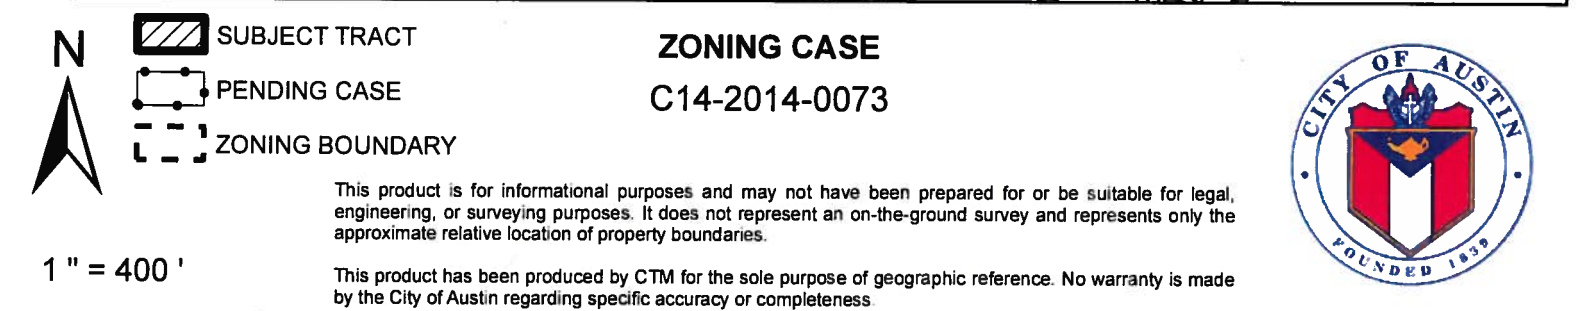 N
SUBJECT TRACT
PENDING CASE
ZONING BOUNDARY
1 " = 400 '
ZONING CASE
C14-2014-0073
This product is for informational purposes and may not have been prepared for or be suitable for legal,
engineering, or surveying purposes. It does not represent an on-the-ground survey and represents only the
approximate relative location of property boundaries.
This product has been produced by CTM for the sole purpose of geographic reference. No warranty is made
by the City of Austin regarding specific accuracy or completeness.
CITY OF AUSTIN
FOUNDED 1839